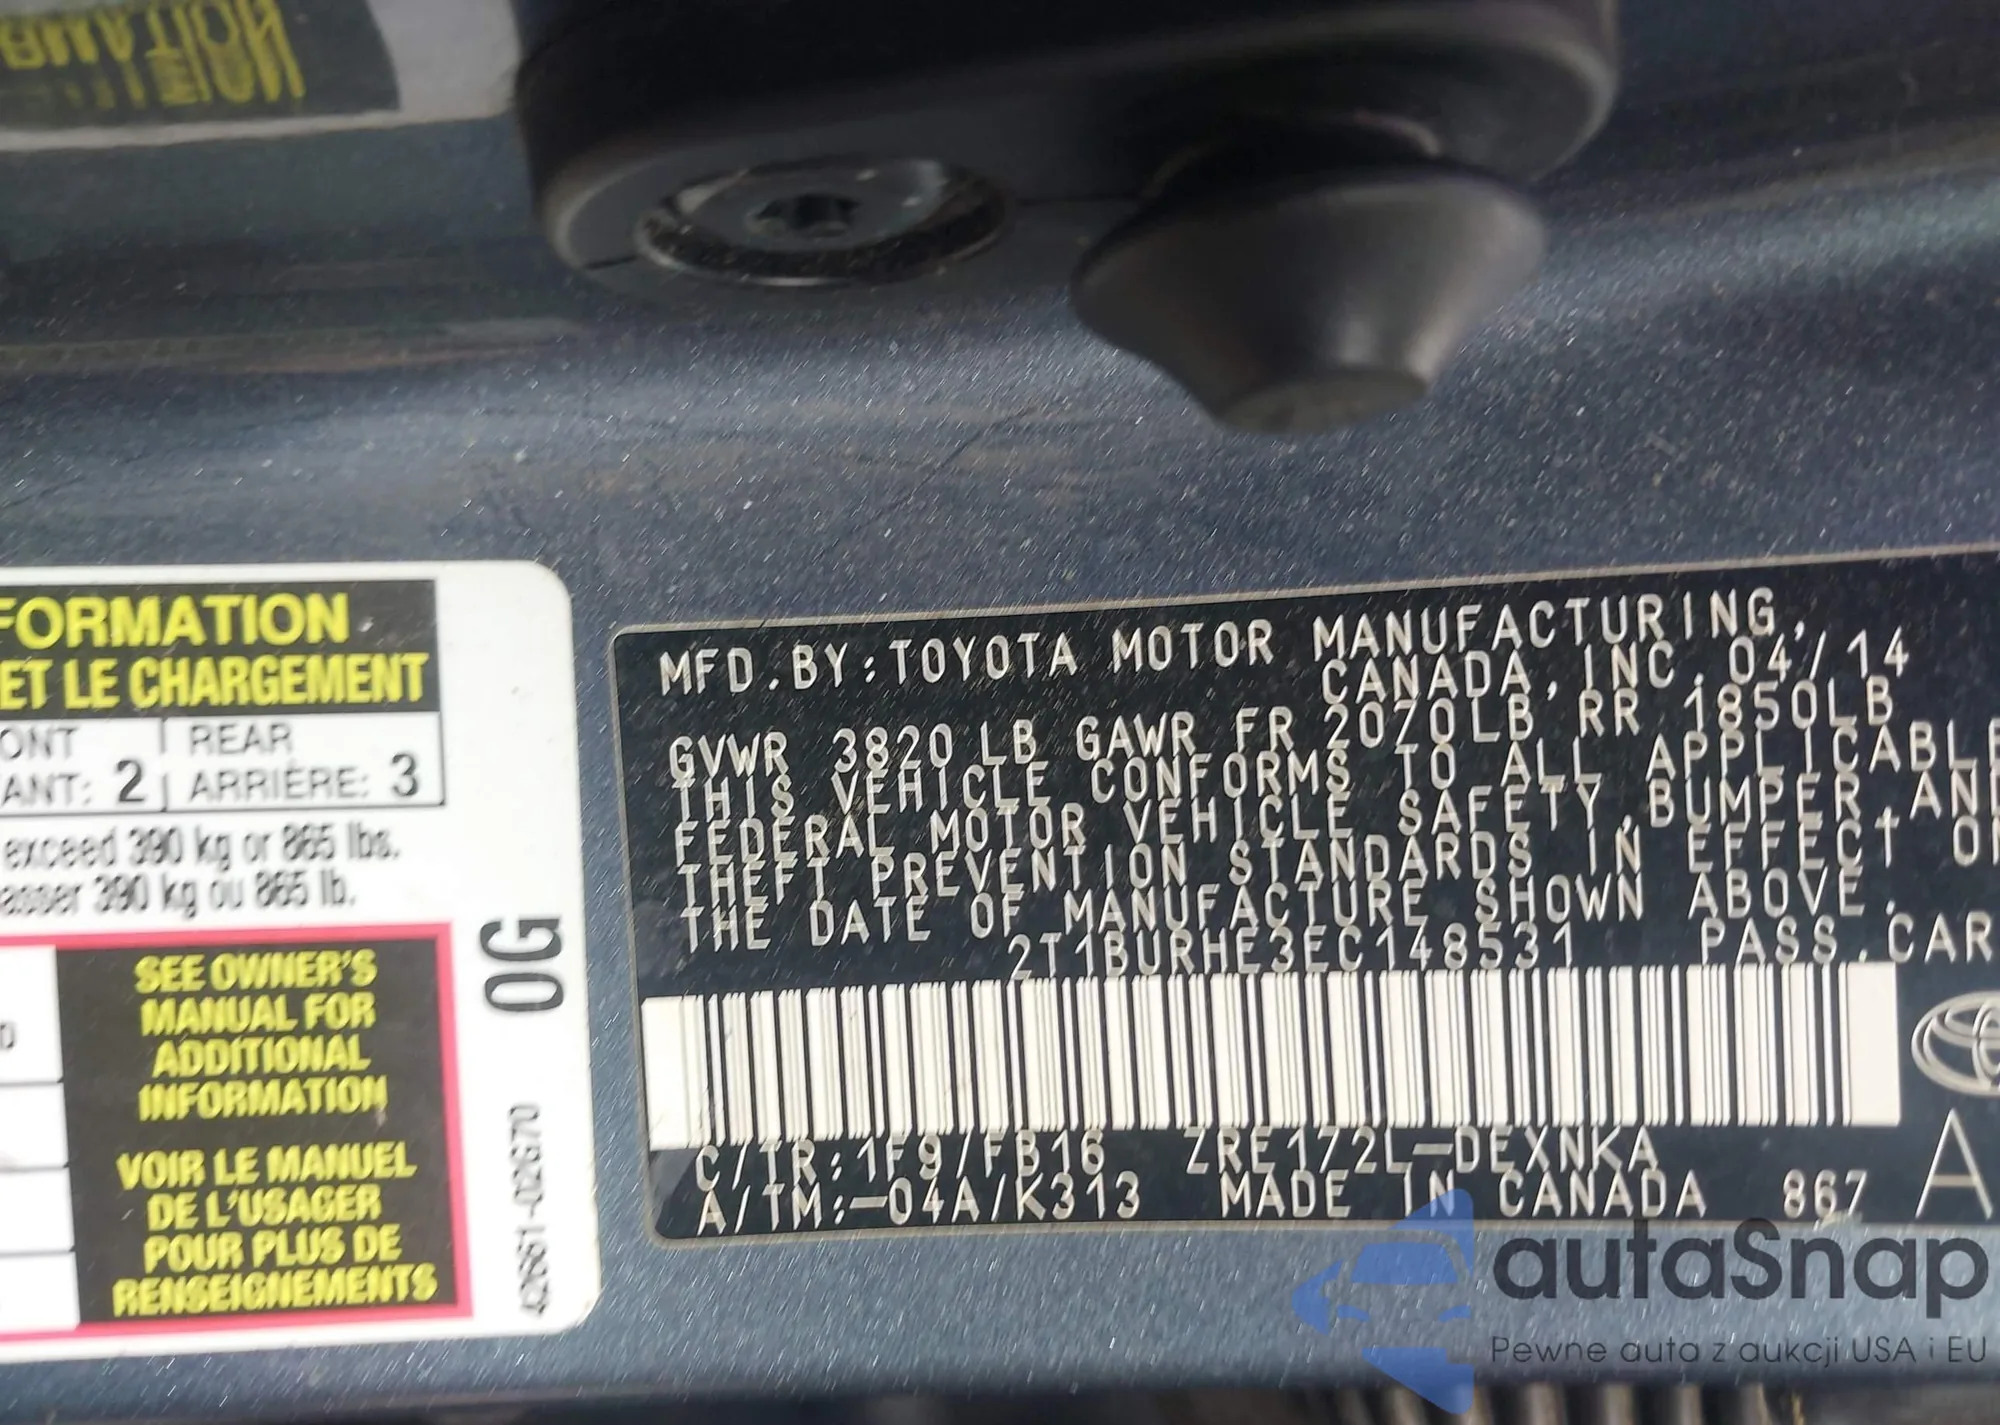 FORMATION
ET LE CHARGEMENT
ONT 2 REAR
ANT: ARRIÈRE: 3
exceed 390 kg or 865 lbs.
asser 390 kg ou 865 lb.
SEE OWNER'S
MANUAL FOR
ADDITIONAL
INFORMATION
VOIR LE MANUEL
DE L'USAGER
POUR PLUS DE
RENSEIGNEMENTS
0G
42661-02G70
MFD.BY:TOYOTA MOTOR MANUFACTURING,
CANADA,INC.04/14
GVWR 3820 LB GAWR FR 2070LB RR 1850LB
THIS VEHICLE CONFORMS TO ALL APPLICABLE
FEDERAL MOTOR VEHICLE SAFETY,BUMPER,AND
THEFT PREVENTION STANDARDS IN EFFECT ON
THE DATE OF MANUFACTURE SHOWN ABOVE.
2T1BURHE3EC148531 PASS.CAR
C/TR:1F9/FB16 ZRE172L-DEXNKA
A/TM:-04A/K313 MADE IN CANADA 867 A
autaSnap
Pewne auta z aukcji USA i EU